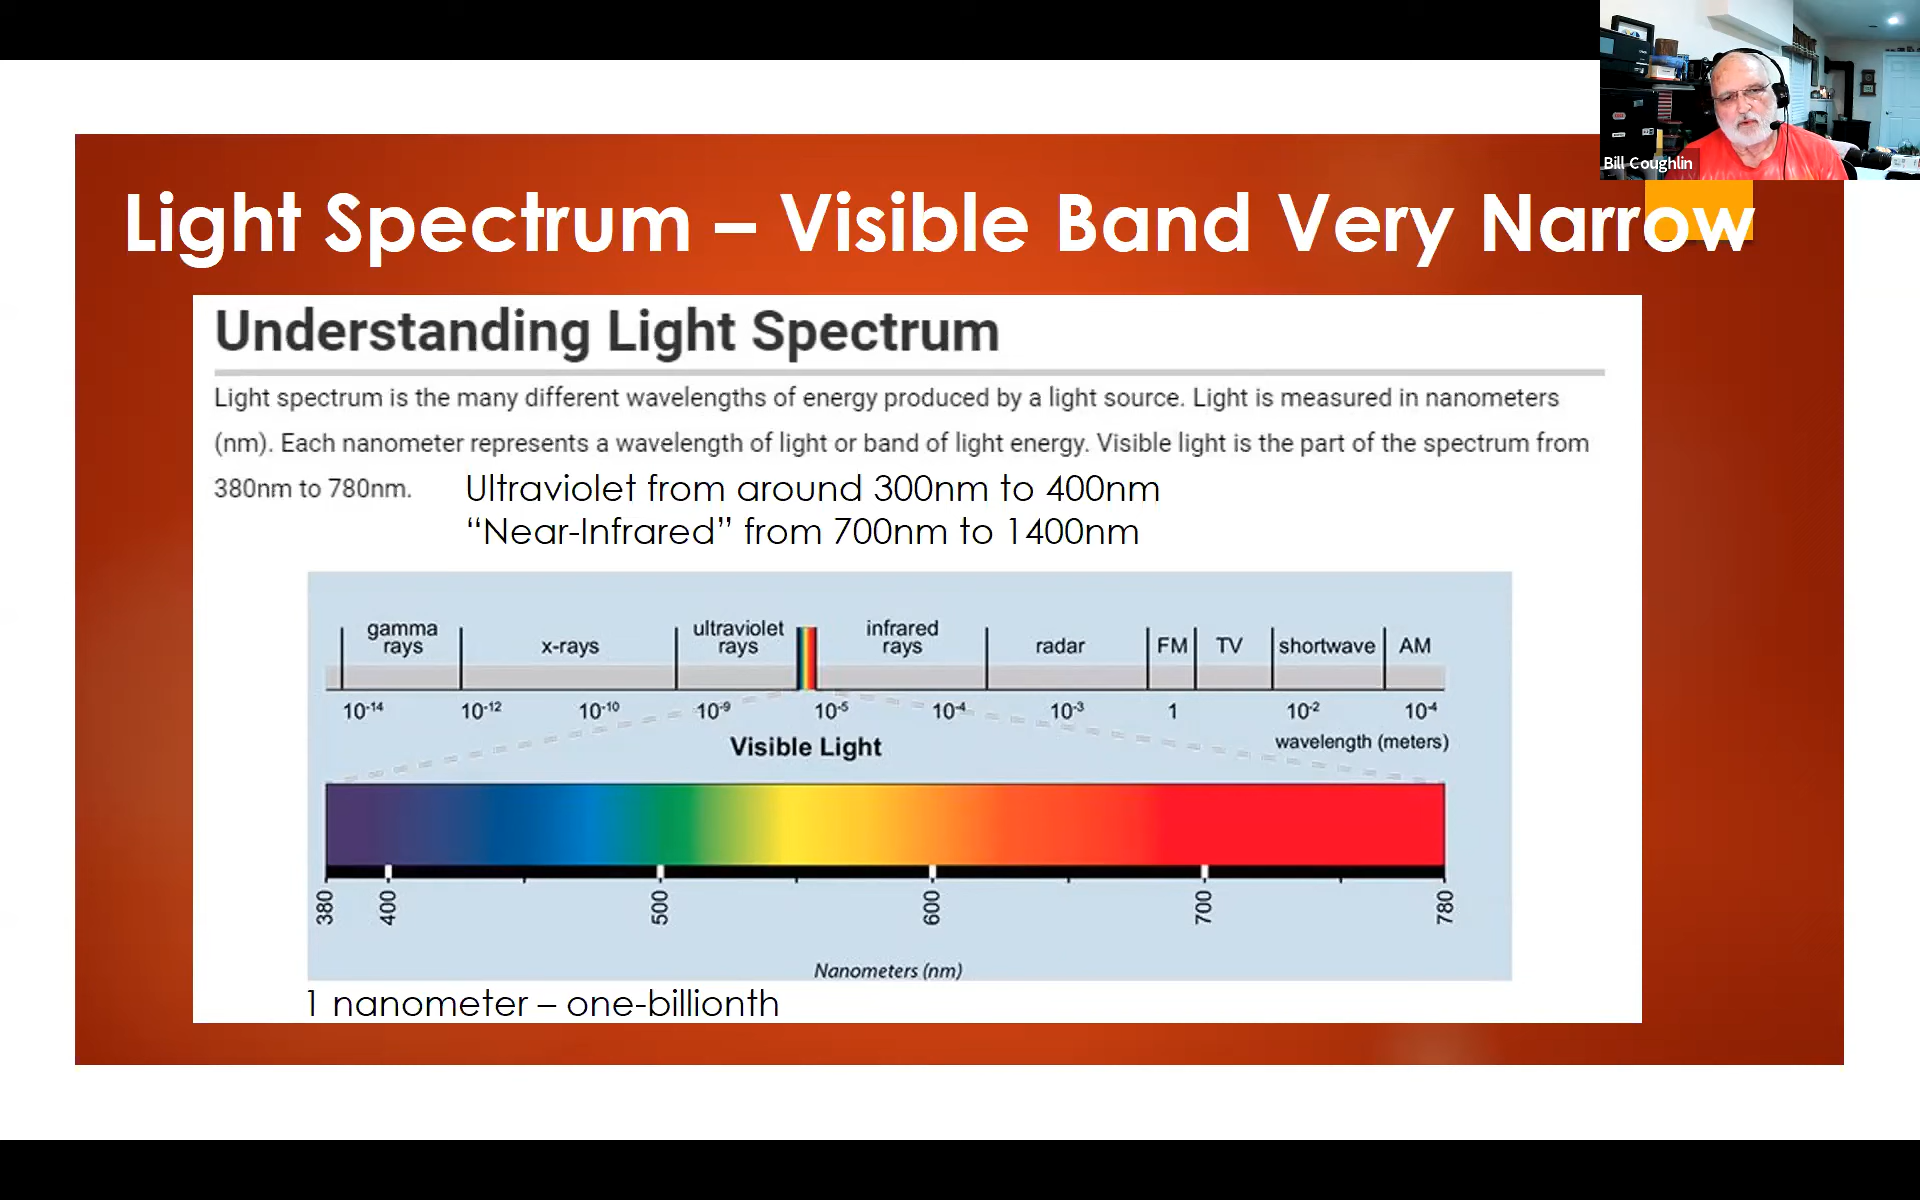 Bill Coughlin
Light Spectrum – Visible Band Very Narrow
Understanding Light Spectrum
Light spectrum is the many different wavelengths of energy produced by a light source. Light is measured in nanometers
(nm). Each nanometer represents a wavelength of light or band of light energy. Visible light is the part of the spectrum from
380nm to 780nm.
Ultraviolet from around 300nm to 400nm
“Near-Infrared” from 700nm to 1400nm
gamma rays x-rays ultraviolet rays infrared rays radar FM TV shortwave AM
10⁻¹⁴ 10⁻¹² 10⁻¹⁰ 10⁻⁹ 10⁻⁵ 10⁻⁴ 10⁻³ 1 10⁻² 10⁻⁴
wavelength (meters)
Visible Light
380 400 500 600 700 780
Nanometers (nm)
1 nanometer – one-billionth